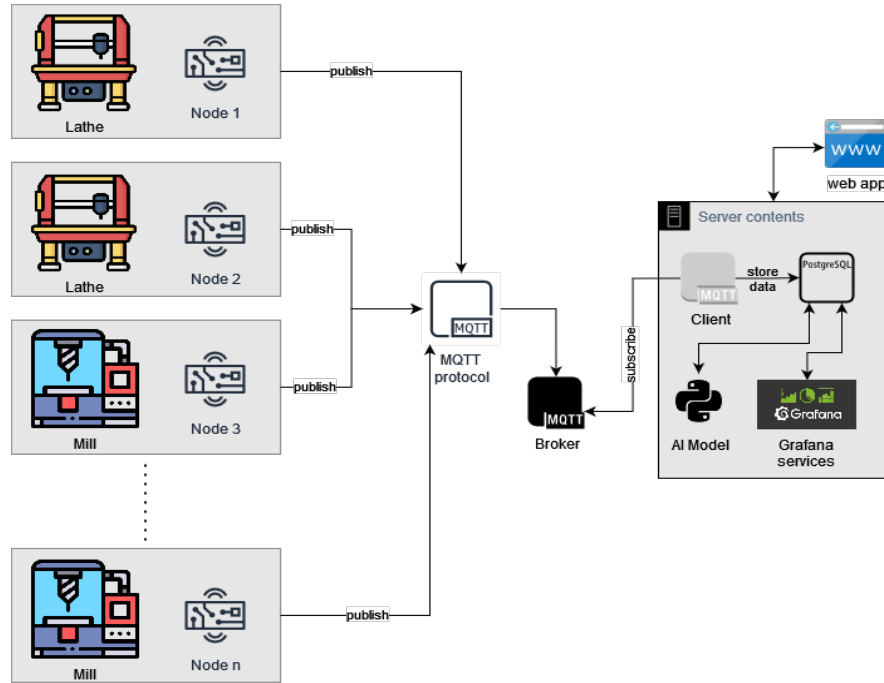 Lathe
Node 1
publish
Lathe
Node 2
publish
Mill
Node 3
publish
Mill
Node n
publish
MQTT
MQTT
protocol
MQTT
Broker
subscribe
WWW
web app
Server contents
MQTT
Client
store
data
PostgreSQL
AI Model
Grafana
Grafana
services